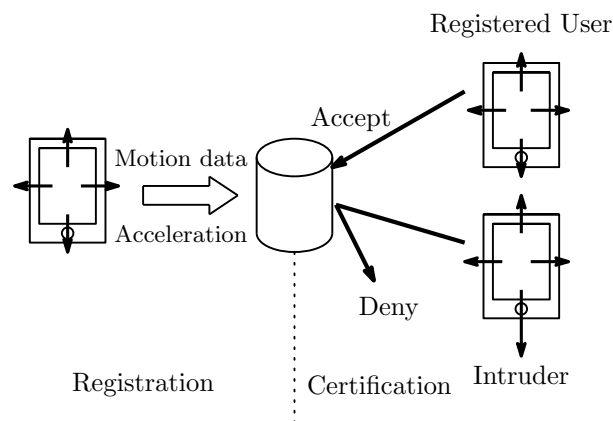 Registered User
Accept
Motion data
Acceleration
Deny
Intruder
Registration
Certification